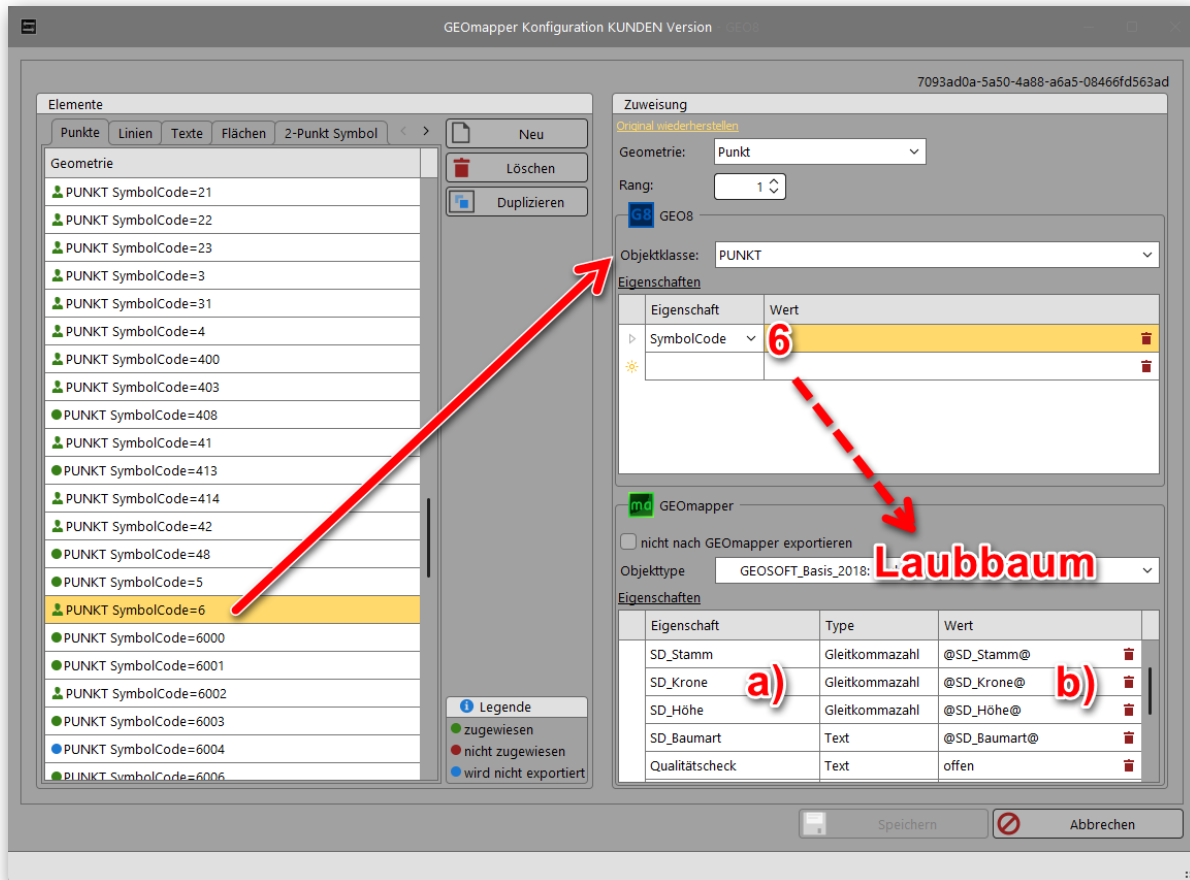 GEOmapper Konfiguration KUNDEN Version - GEO8
7093ad0a-5a50-4a88-a6a5-08466fd563ad
Elemente
Punkte Linien Texte Flächen 2-Punkt Symbol < >
Geometrie
PUNKT SymbolCode=21
PUNKT SymbolCode=22
PUNKT SymbolCode=23
PUNKT SymbolCode=3
PUNKT SymbolCode=31
PUNKT SymbolCode=4
PUNKT SymbolCode=400
PUNKT SymbolCode=403
PUNKT SymbolCode=408
PUNKT SymbolCode=41
PUNKT SymbolCode=413
PUNKT SymbolCode=414
PUNKT SymbolCode=42
PUNKT SymbolCode=48
PUNKT SymbolCode=5
PUNKT SymbolCode=6
PUNKT SymbolCode=6000
PUNKT SymbolCode=6001
PUNKT SymbolCode=6002
PUNKT SymbolCode=6003
PUNKT SymbolCode=6004
PUNKT SymbolCode=6006
Neu
Löschen
Duplizieren
Legende
zugewiesen
nicht zugewiesen
wird nicht exportiert
Zuweisung
Original wiederherstellen
Geometrie: Punkt
Rang: 1
G8 GEO8
Objektklasse: PUNKT
Eigenschaften
Eigenschaft Wert
SymbolCode 6
md GEOmapper
nicht nach GEOmapper exportieren
Laubbaum
Objekttype GEOSOFT_Basis_2018:
Eigenschaften
Eigenschaft Type Wert
SD_Stamm Gleitkommazahl @SD_Stamm@
SD_Krone a) Gleitkommazahl @SD_Krone@ b)
SD_Höhe Gleitkommazahl @SD_Höhe@
SD_Baumart Text @SD_Baumart@
Qualitätscheck Text offen
Speichern Abbrechen